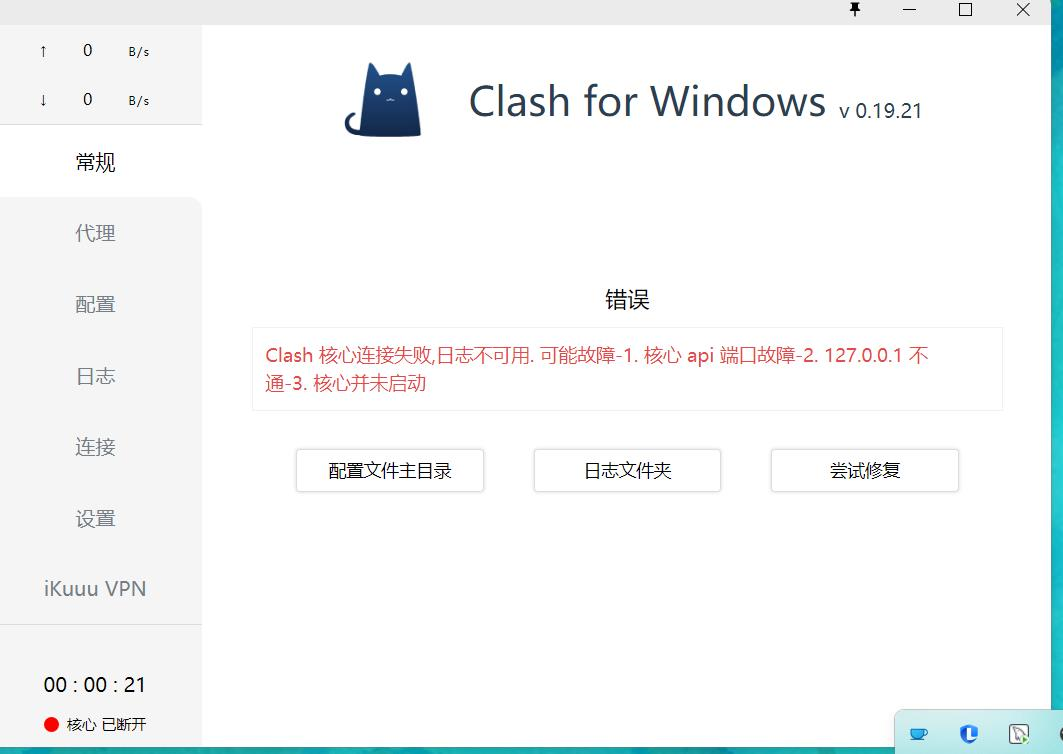 ↑ 0 B/s
↓ 0 B/s
常规
代理
配置
日志
连接
设置
iKuuu VPN
00 : 00 : 21
核心 已断开
Clash for Windows v 0.19.21
错误
Clash 核心连接失败,日志不可用. 可能故障-1. 核心 api 端口故障-2. 127.0.0.1 不
通-3. 核心并未启动
配置文件主目录
日志文件夹
尝试修复